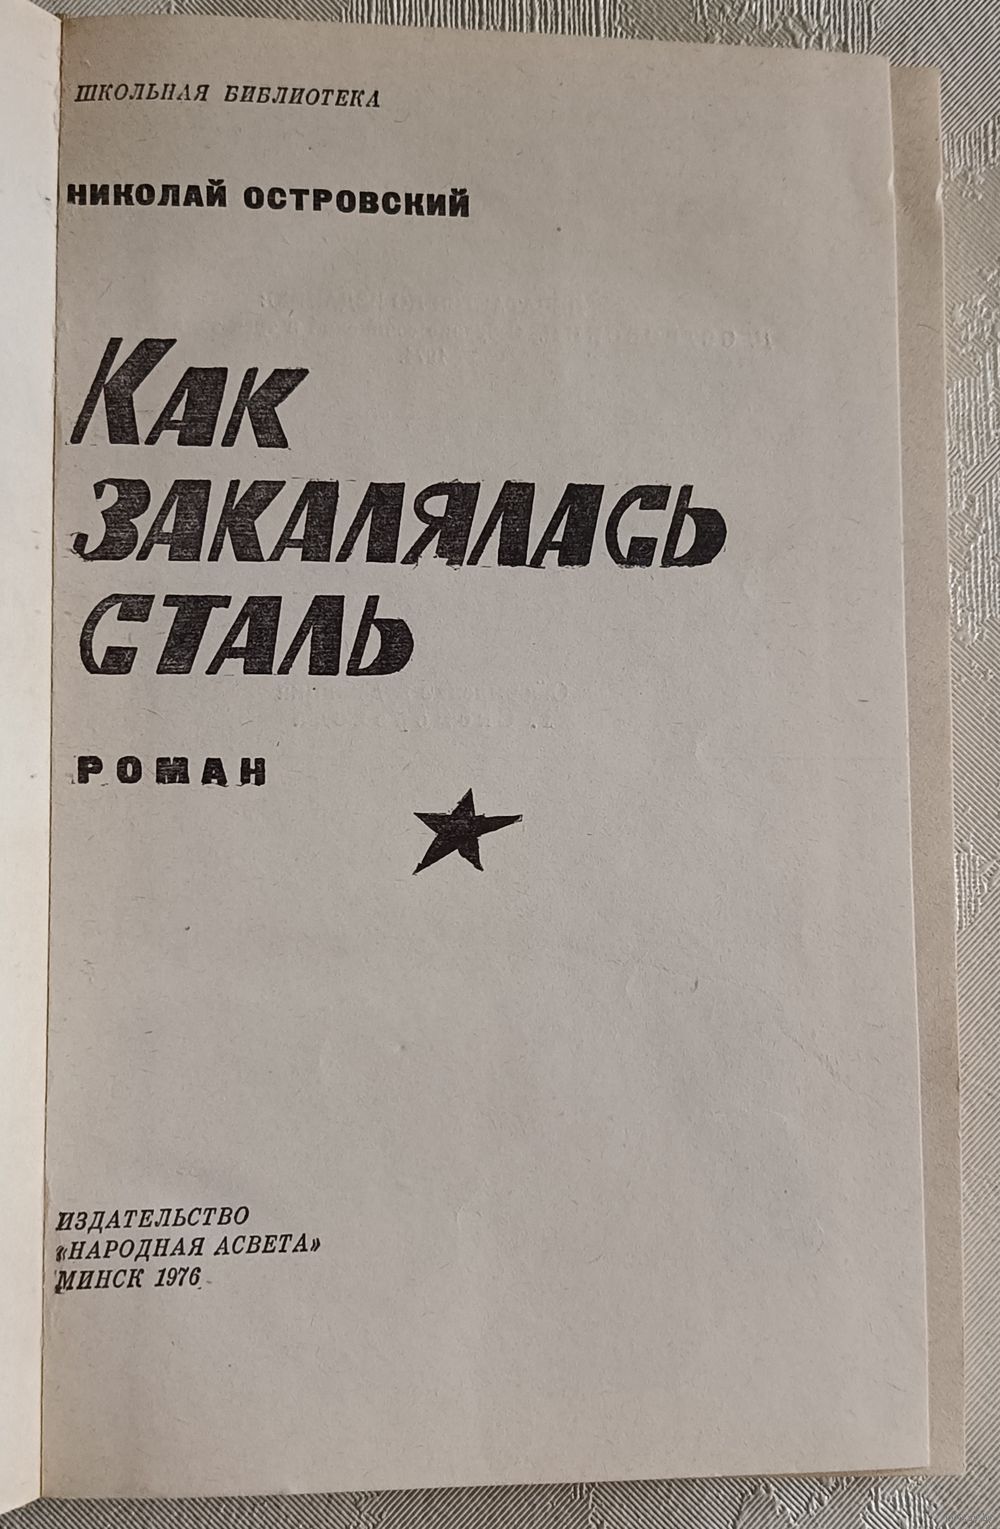 ШКОЛЬНАЯ БИБЛИОТЕКА
НИКОЛАЙ ОСТРОВСКИЙ
КАК
ЗАКАЛЯЛАСЬ
СТАЛЬ
РОМАН
ИЗДАТЕЛЬСТВО
«НАРОДНАЯ АСВЕТА»
МИНСК 1976